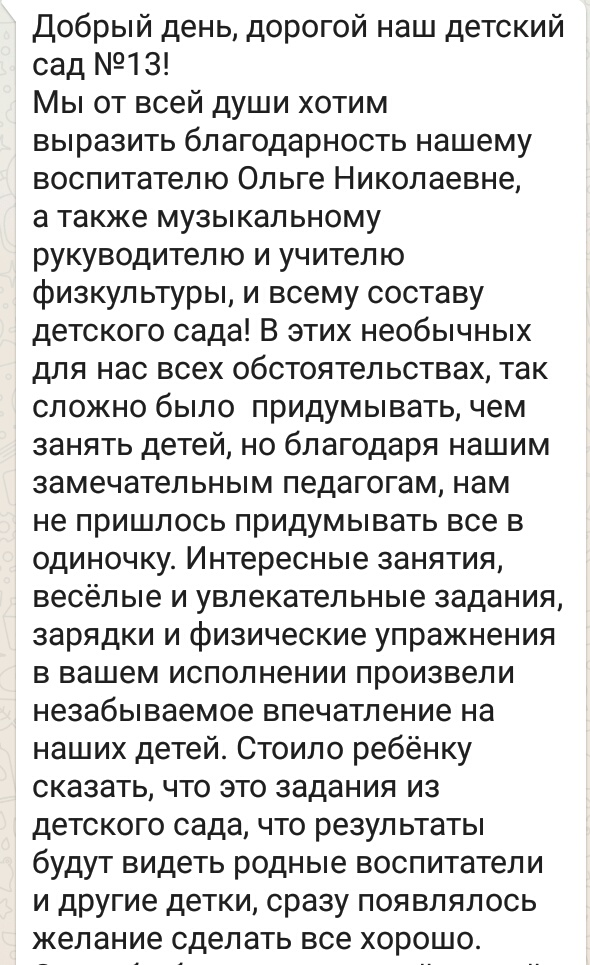 Добрый день, дорогой наш детский
сад №13!
Мы от всей души хотим
выразить благодарность нашему
воспитателю Ольге Николаевне,
а также музыкальному
рукуводителю и учителю
физкультуры, и всему составу
детского сада! В этих необычных
для нас всех обстоятельствах, так
сложно было  придумывать, чем
занять детей, но благодаря нашим
замечательным педагогам, нам
не пришлось придумывать все в
одиночку. Интересные занятия,
весёлые и увлекательные задания,
зарядки и физические упражнения
в вашем исполнении произвели
незабываемое впечатление на
наших детей. Стоило ребёнку
сказать, что это задания из
детского сада, что результаты
будут видеть родные воспитатели
и другие детки, сразу появлялось
желание сделать все хорошо.